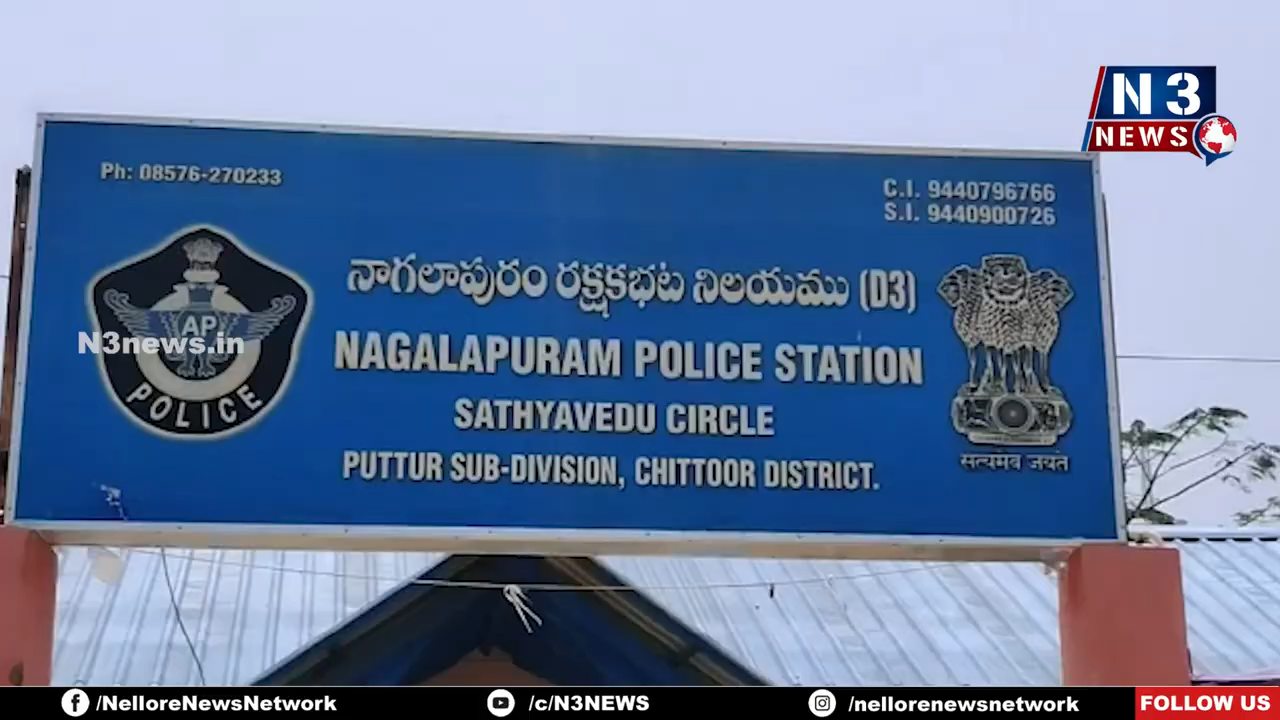 N3
NEWS
Ph: 08576-270233
C.I. 9440796766
S.I. 9440900726
నాగలాపురం రక్షకభట నిలయము (D3)
AP
N3news.in
POLICE
NAGALAPURAM POLICE STATION
SATHYAVEDU CIRCLE
PUTTUR SUB-DIVISION, CHITTOOR DISTRICT.
सत्यमेव जयते
/NelloreNewsNetwork
/c/N3NEWS
/nellorenewsnetwork
FOLLOW US